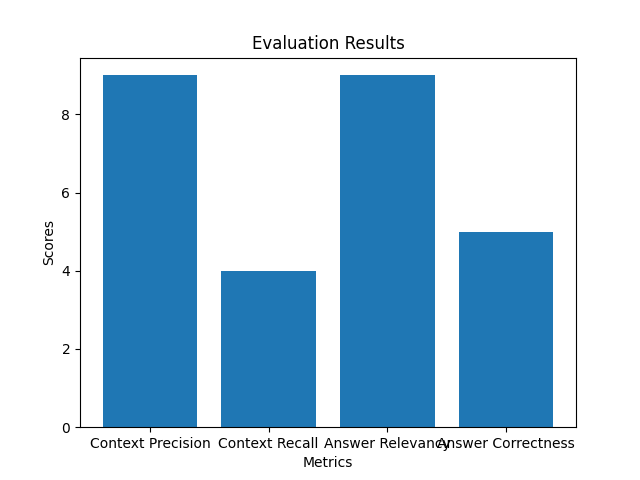 Evaluation Results
8
6
4
2
0
Scores
Context Precision
Context Recall
Answer Relevancy
Answer Correctness
Metrics